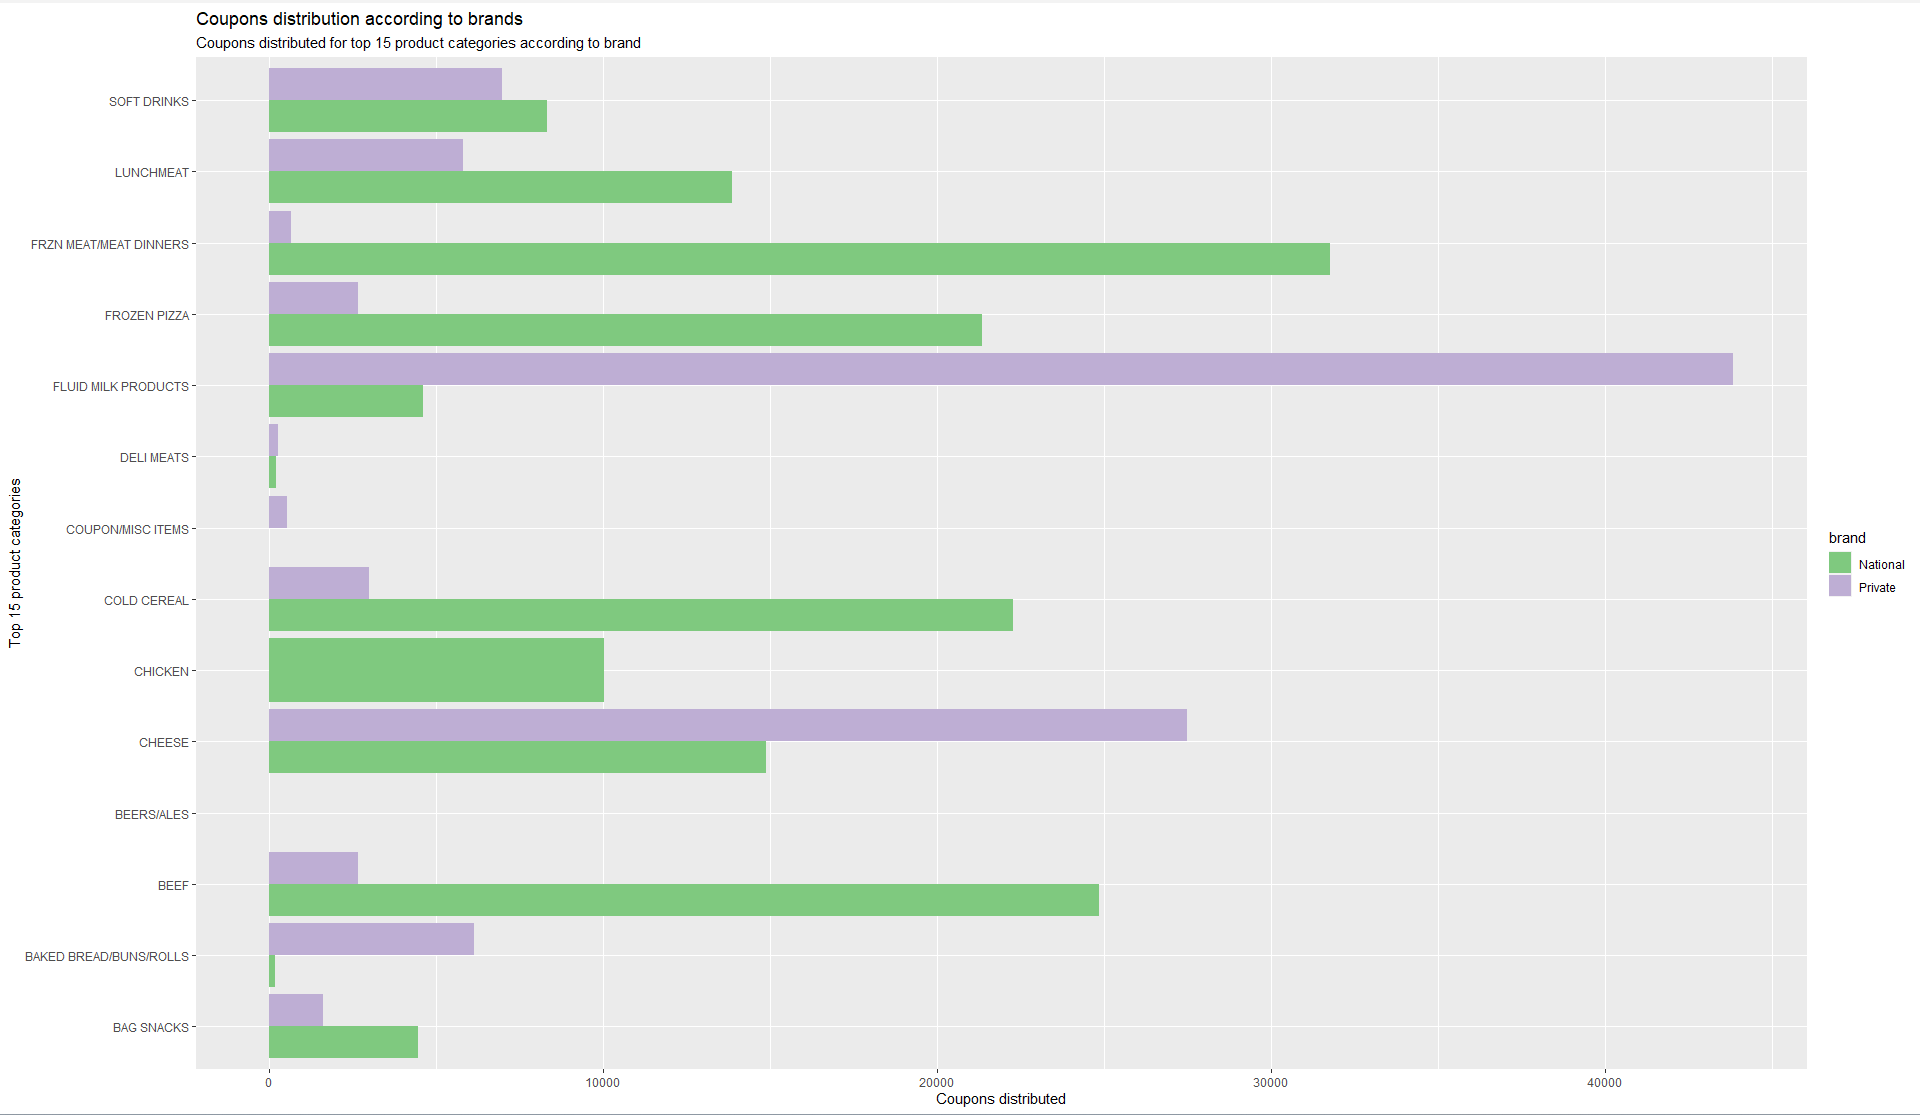 Coupons distribution according to brands
Coupons distributed for top 15 product categories according to brand
Top 15 product categories
SOFT DRINKS
LUNCHMEAT
FRZN MEAT/MEAT DINNERS
FROZEN PIZZA
FLUID MILK PRODUCTS
DELI MEATS
COUPON/MISC ITEMS
COLD CEREAL
CHICKEN
CHEESE
BEERS/ALES
BEEF
BAKED BREAD/BUNS/ROLLS
BAG SNACKS
0 10000 20000 30000 40000
Coupons distributed
brand
National
Private